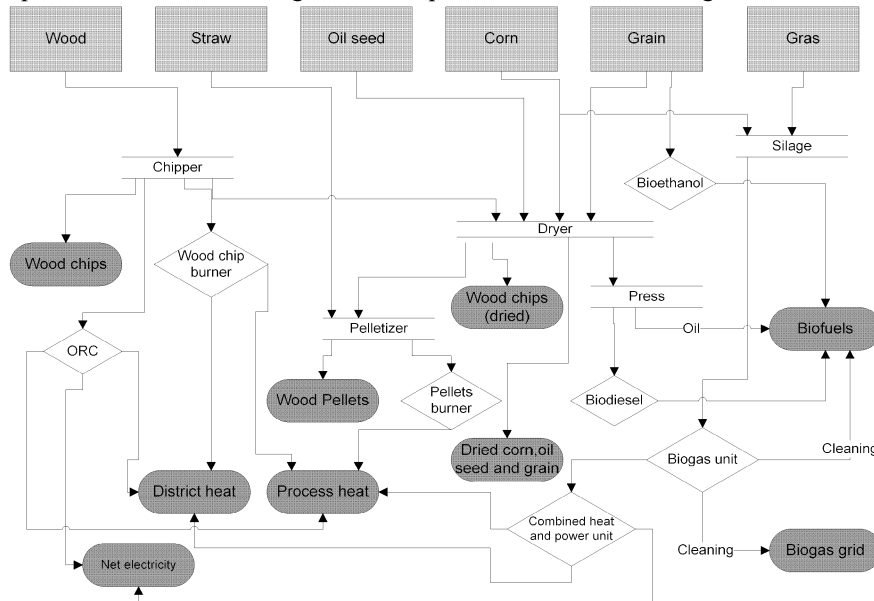 Wood
Straw
Oil seed
Corn
Grain
Gras
Silage
Chipper
Bioethanol
Dryer
Wood chip
burner
Wood chips
Wood chips
(dried)
Press
Pelletizer
Oil
Biofuels
ORC
Wood Pellets
Pellets
burner
Biodiesel
Dried corn,oil
seed and grain
Biogas unit
Cleaning
District heat
Process heat
Combined heat
and power unit
Cleaning
Biogas grid
Net electricity